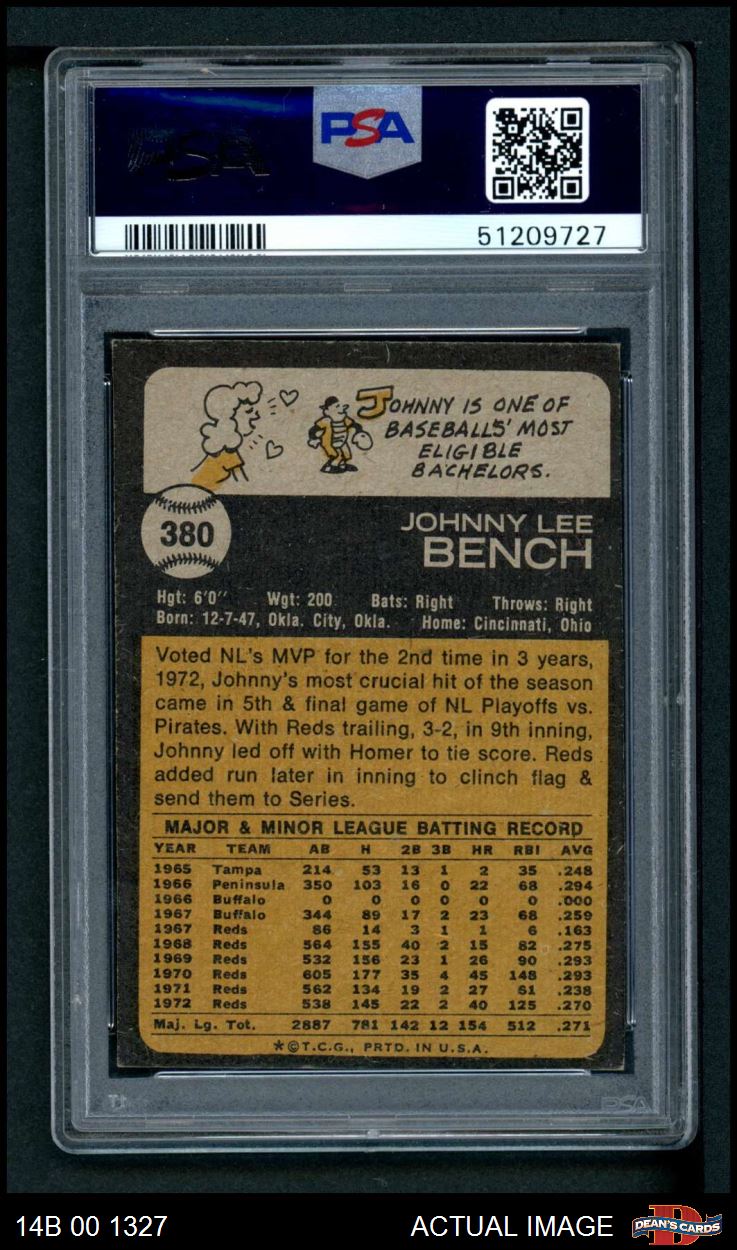 PSA
51209727
JOHNNY IS ONE OF
BASEBALLS' MOST
ELIGIBLE
BACHELORS.
380
JOHNNY LEE
BENCH
Hgt: 6'0" Wgt: 200 Bats: Right Throws: Right
Born: 12-7-47, Okla. City, Okla. Home: Cincinnati, Ohio
Voted NL's MVP for the 2nd time in 3 years,
1972, Johnny's most crucial hit of the season
came in 5th & final game of NL Playoffs vs.
Pirates. With Reds trailing, 3-2, in 9th inning,
Johnny led off with Homer to tie score. Reds
added run later in inning to clinch flag &
send them to Series.
MAJOR & MINOR LEAGUE BATTING RECORD
YEAR TEAM AB H 2B 3B HR RBI AVG
1965 Tampa 214 53 13 1 2 35 .248
1966 Peninsula 350 103 16 0 22 68 .294
1966 Buffalo 0 0 0 0 0 0 .000
1967 Buffalo 344 89 17 2 23 68 .259
1967 Reds 86 14 3 1 1 6 .163
1968 Reds 564 155 40 2 15 82 .275
1969 Reds 532 156 23 1 26 90 .293
1970 Reds 605 177 35 4 45 148 .293
1971 Reds 562 134 19 2 27 61 .238
1972 Reds 538 145 22 2 40 125 .270
Maj. Lg. Tot. 2887 781 142 12 154 512 .271
*©T.C.G., PRTD. IN U.S.A.
PSA
14B 00 1327 ACTUAL IMAGE DEAN'S CARDS